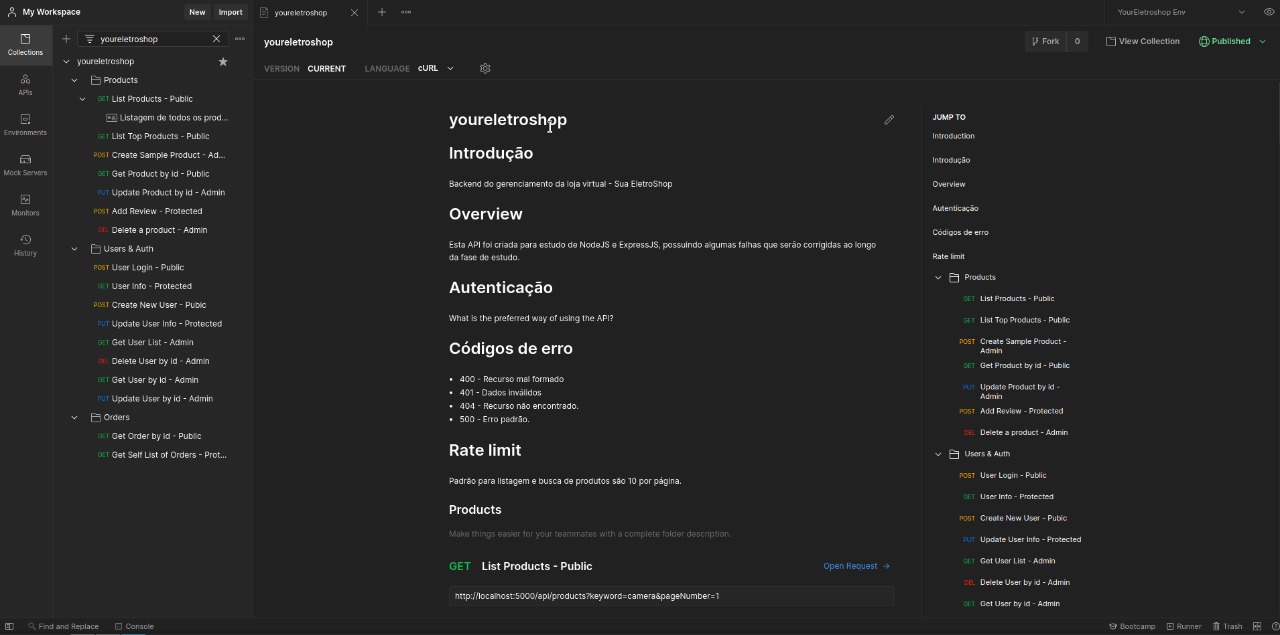 My Workspace
New
Import
youreletroshop
YourEletroshop Env
Collections
APIs
Environments
Mock Servers
Monitors
History
youreletroshop
youreletroshop
Products
GET List Products - Public
Listagem de todos os prod...
GET List Top Products - Public
POST Create Sample Product - Ad...
GET Get Product by id - Public
PUT Update Product by id - Admin
POST Add Review - Protected
DEL Delete a product - Admin
Users & Auth
POST User Login - Public
GET User Info - Protected
POST Create New User - Pubic
PUT Update User Info - Protected
GET Get User List - Admin
DEL Delete User by id - Admin
GET Get User by id - Admin
PUT Update User by id - Admin
Orders
GET Get Order by id - Public
GET Get Self List of Orders - Prot...
youreletroshop
Fork
0
View Collection
Published
VERSION CURRENT
LANGUAGE cURL
youreletroshop
Introdução
Backend do gerenciamento da loja virtual - Sua EletroShop
Overview
Esta API foi criada para estudo de NodeJS e ExpressJS, possuindo algumas falhas que serão corrigidas ao longo
da fase de estudo.
Autenticação
What is the preferred way of using the API?
Códigos de erro
• 400 - Recurso mal formado
• 401 - Dados inválidos
• 404 - Recurso não encontrado.
• 500 - Erro padrão.
Rate limit
Padrão para listagem e busca de produtos são 10 por página.
Products
Make things easier for your teammates with a complete folder description.
GET List Products - Public
Open Request →
http://localhost:5000/api/products?keyword=camera&pageNumber=1
JUMP TO
Introduction
Introdução
Overview
Autenticação
Códigos de erro
Rate limit
Products
GET List Products - Public
GET List Top Products - Public
POST Create Sample Product -
Admin
GET Get Product by id - Public
PUT Update Product by id -
Admin
POST Add Review - Protected
DEL Delete a product - Admin
Users & Auth
POST User Login - Public
GET User Info - Protected
POST Create New User - Pubic
PUT Update User Info - Protected
GET Get User List - Admin
DEL Delete User by id - Admin
GET Get User by id - Admin
Find and Replace
Console
Bootcamp
Runner
Trash